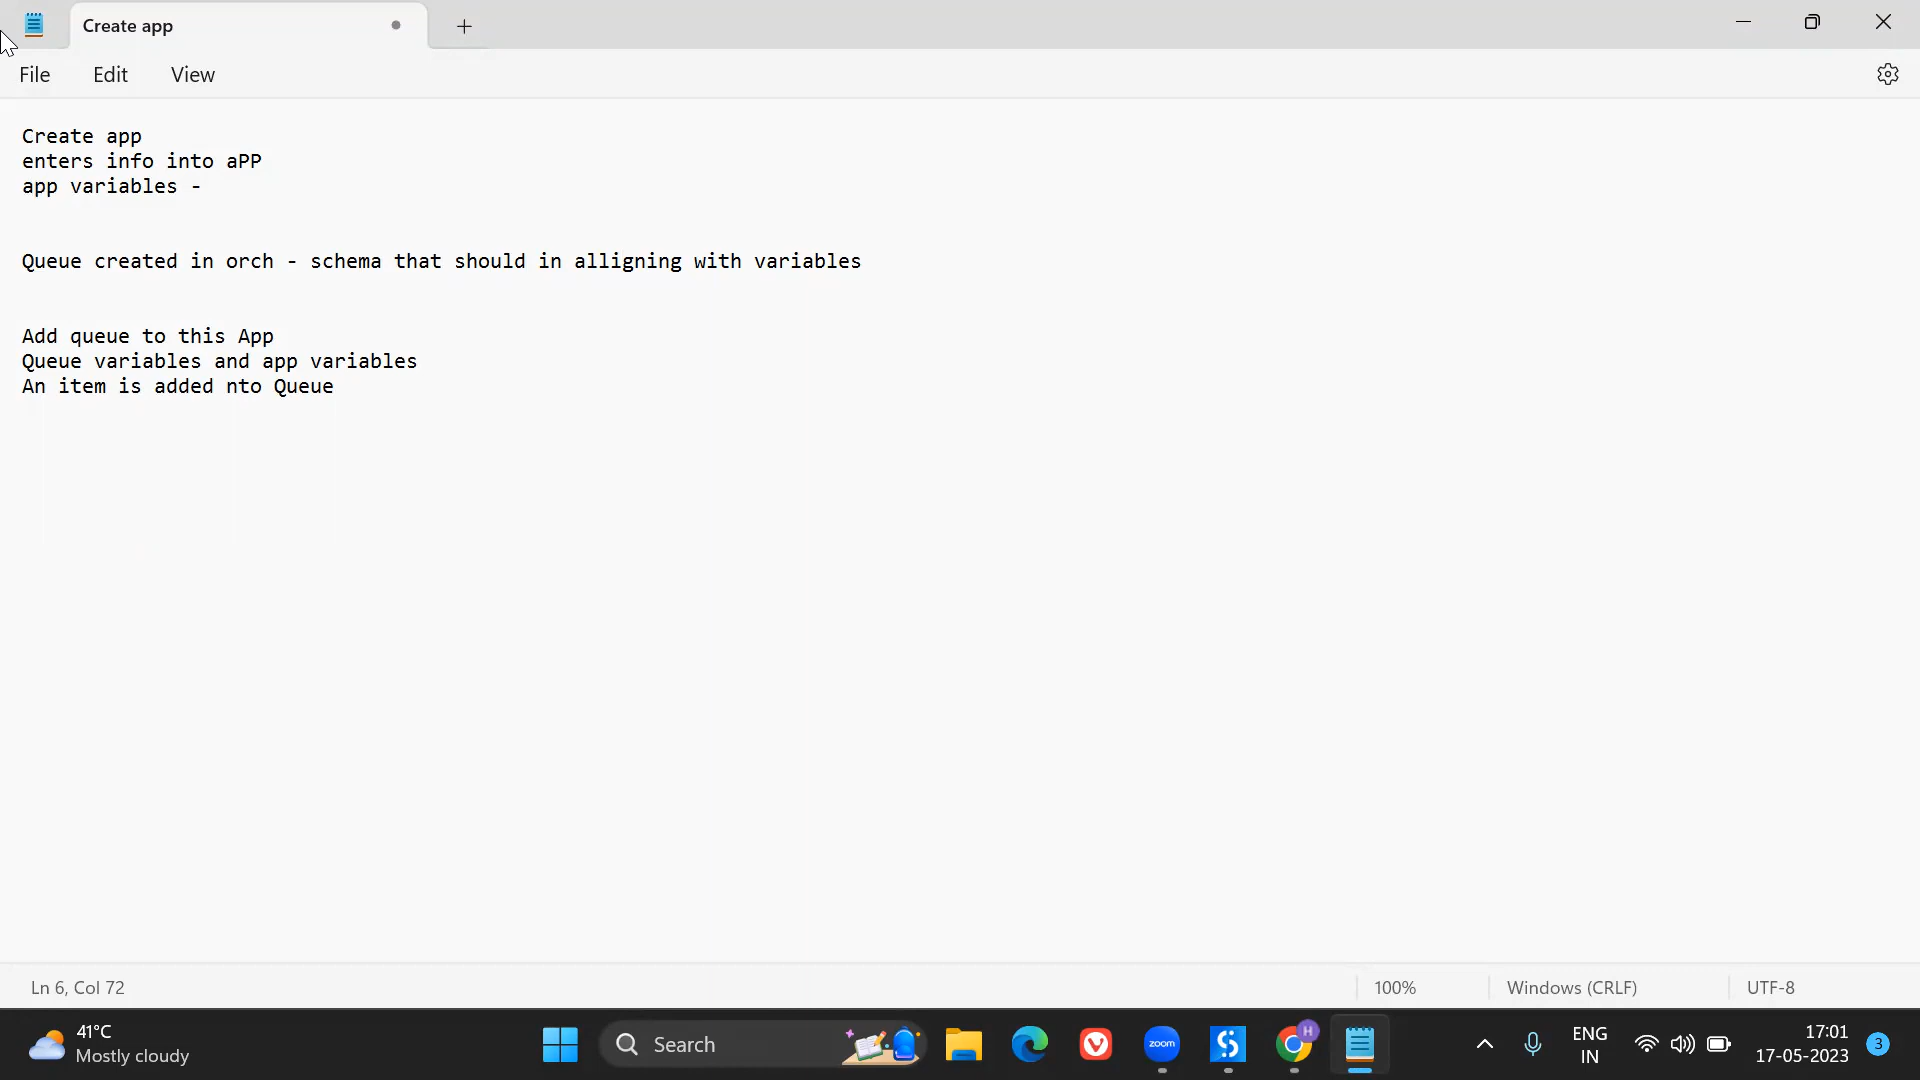 Create app
File Edit View
Create app
enters info into aPP
app variables -
Queue created in orch - schema that should in alligning with variables
Add queue to this App
Queue variables and app variables
An item is added nto Queue
Ln 6, Col 72
100%
Windows (CRLF)
UTF-8
41°C
Mostly cloudy
Search
zoom
H
ENG
IN
17:01
17-05-2023
3